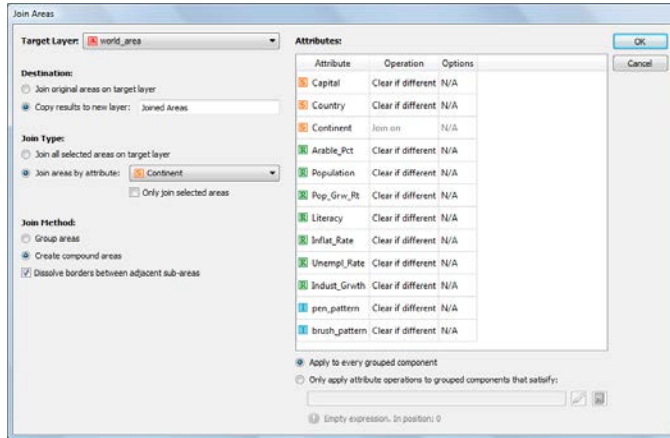 Join Areas
Target Layer: A world_area
Destination:
Join original areas on target layer
Copy results to new layer: Joined Areas
Join Type:
Join all selected areas on target layer
Join areas by attribute: S Continent
Only join selected areas
Join Method:
Group areas
Create compound areas
Dissolve borders between adjacent sub-areas
Attributes:
Attribute Operation Options
S Capital Clear if different N/A
S Country Clear if different N/A
S Continent Join on N/A
R Arable_Pct Clear if different N/A
R Population Clear if different N/A
R Pop_Grw_Rt Clear if different N/A
R Literacy Clear if different N/A
R Inflat_Rate Clear if different N/A
R Unempl_Rate Clear if different N/A
R Indust_Grwth Clear if different N/A
I pen_pattern Clear if different N/A
I brush_pattern Clear if different N/A
Apply to every grouped component
Only apply attribute operations to grouped components that satisfy:
Empty expression. In position: 0
OK
Cancel